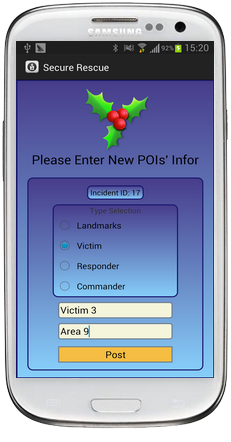 SAMSUNG
92% 15:20
Secure Rescue
Please Enter New POIs' Infor
Incident ID: 17
Type Selection
Landmarks
Victim
Responder
Commander
Victim 3
Area 9
Post